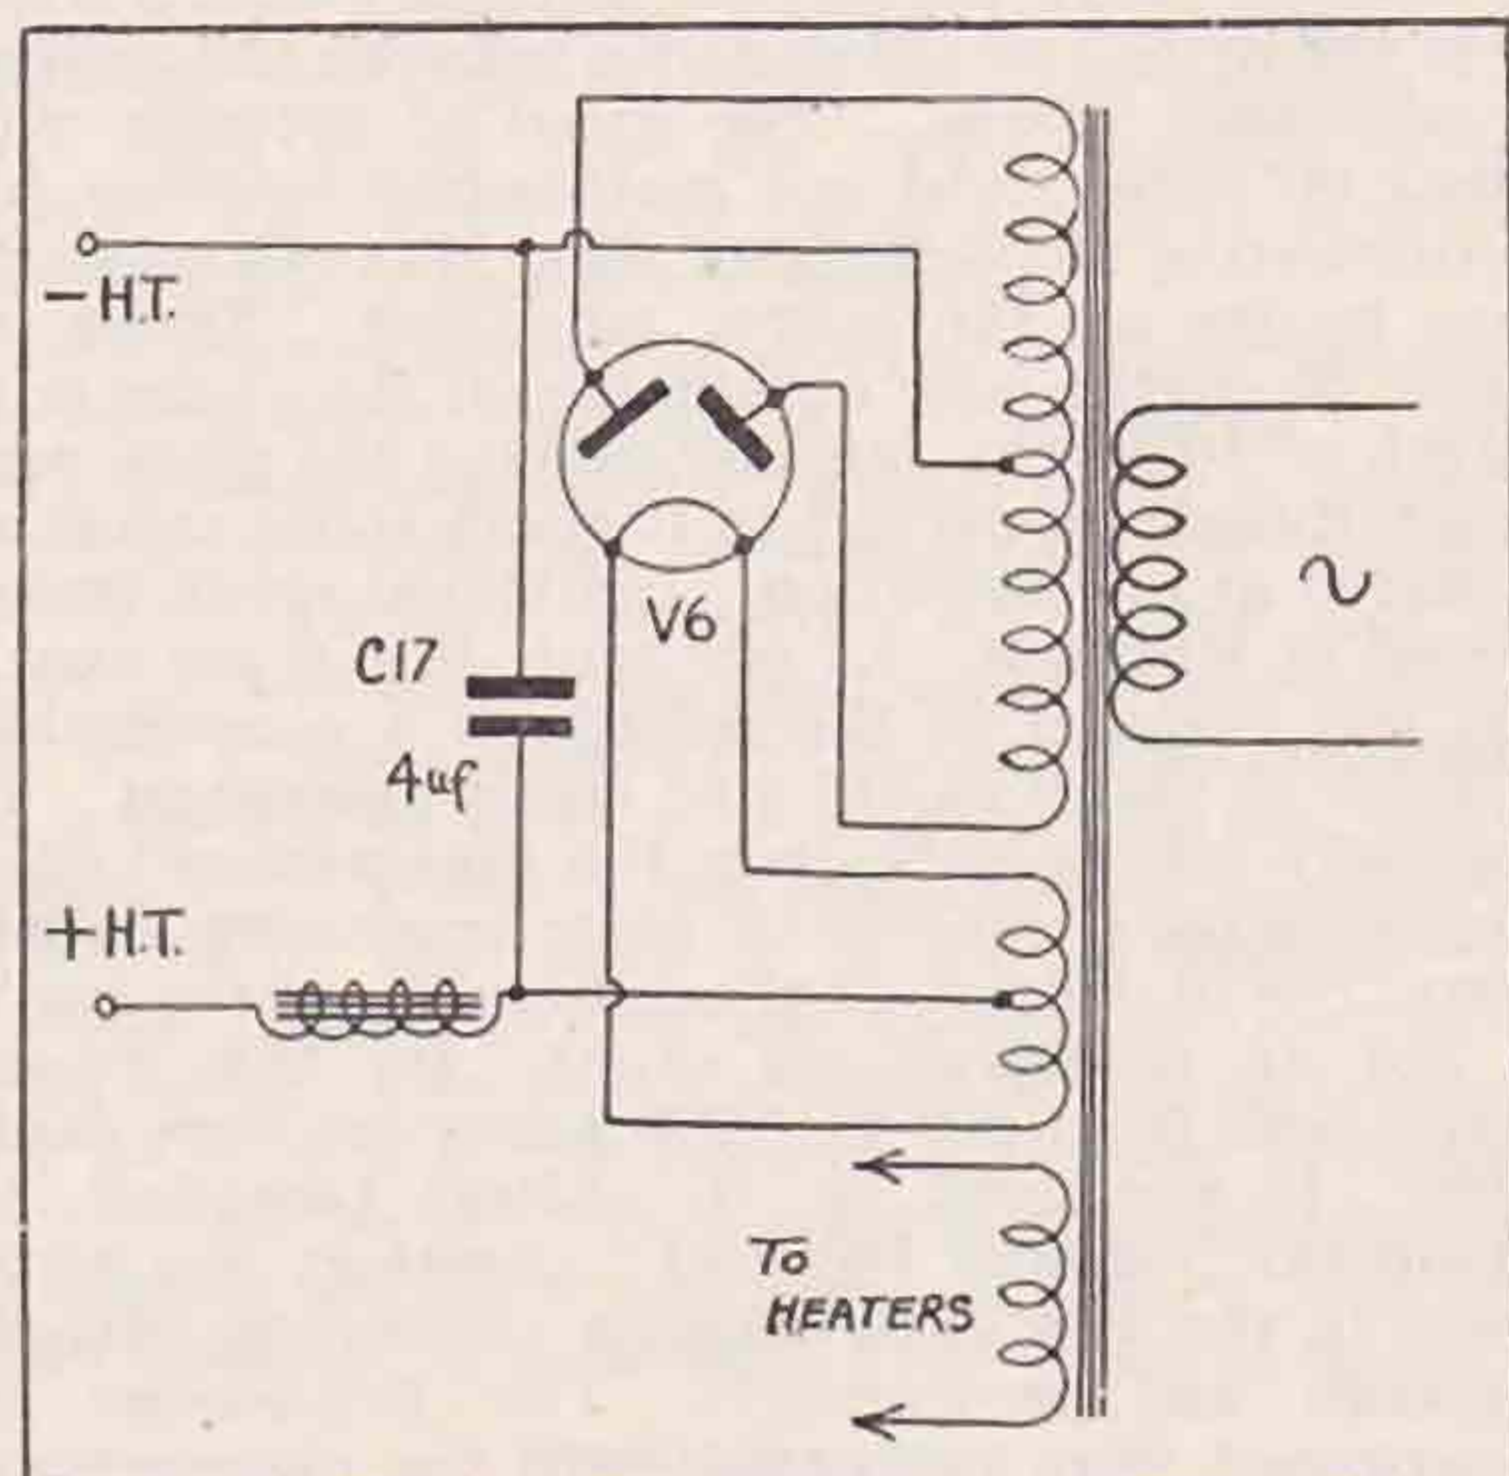 — H.T.
V6
C17
4uf
+ H.T.
To
HEATERS